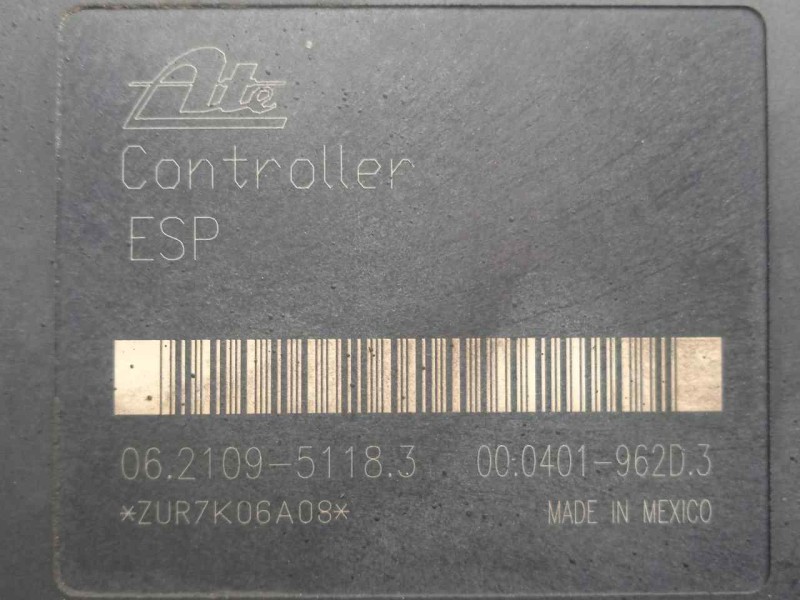 Ate
Controller
ESP
06.2109-5118.3 00.0401-962D.3
*ZUR7K06A08*
MADE IN MEXICO